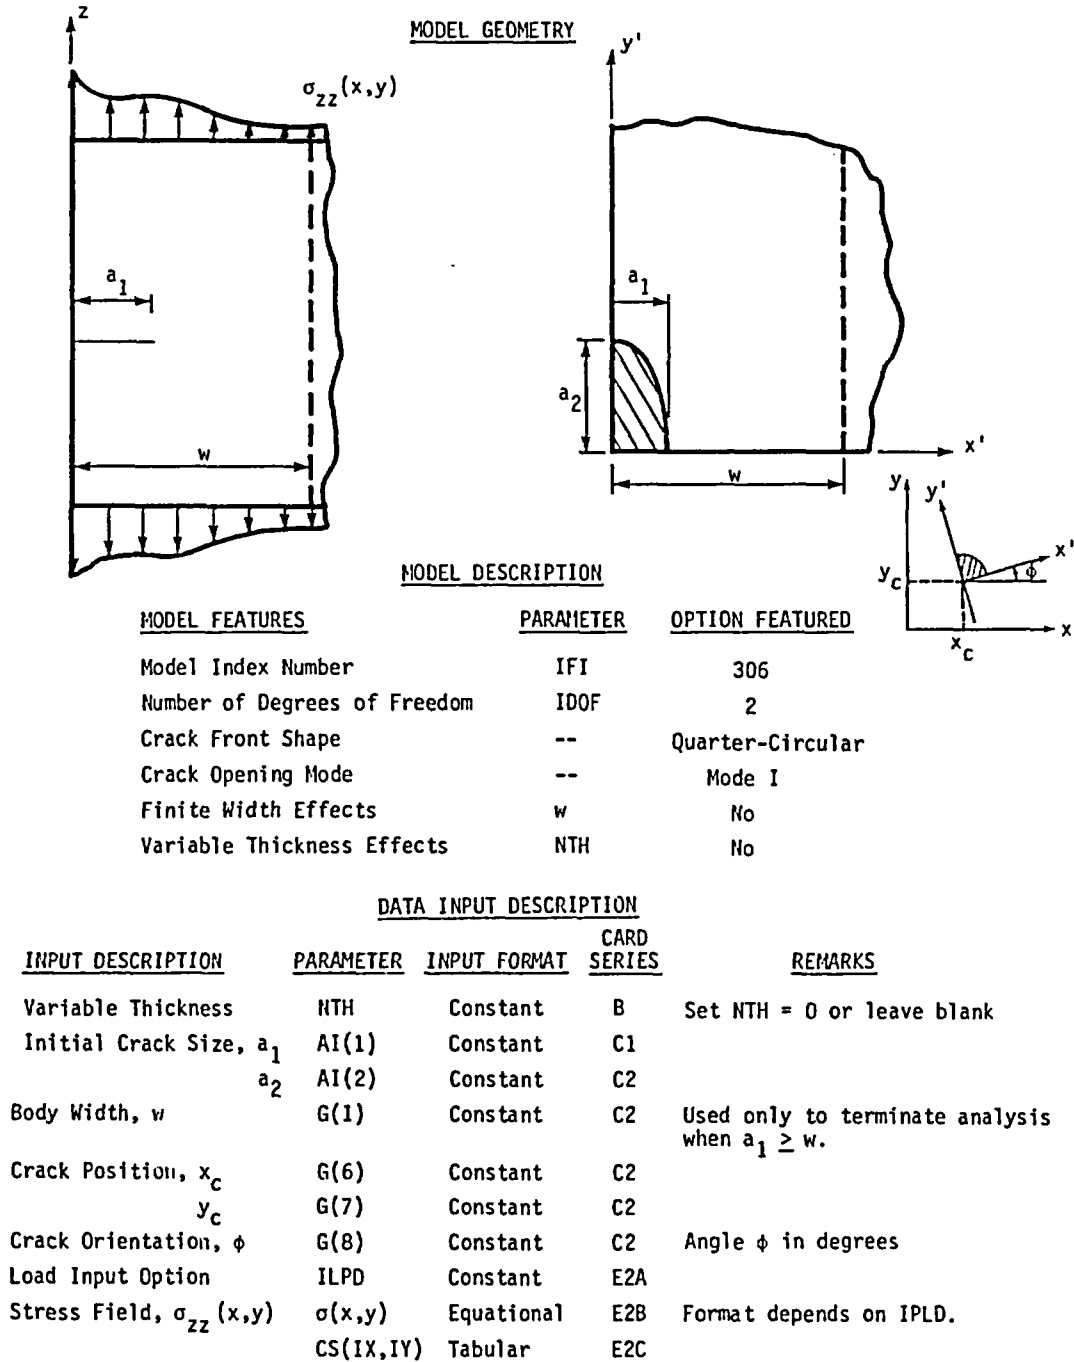 MODEL GEOMETRY
z
σzz(x,y)
a1
w
y'
a1
a2
w
x'
y
y'
x'
yc
ϕ
xc
x
MODEL DESCRIPTION
MODEL FEATURES PARAMETER OPTION FEATURED
Model Index Number IFI 306
Number of Degrees of Freedom IDOF 2
Crack Front Shape -- Quarter-Circular
Crack Opening Mode -- Mode I
Finite Width Effects w No
Variable Thickness Effects NTH No
DATA INPUT DESCRIPTION
INPUT DESCRIPTION PARAMETER INPUT FORMAT CARD SERIES REMARKS
Variable Thickness NTH Constant B Set NTH = 0 or leave blank
Initial Crack Size, a1 AI(1) Constant C1
a2 AI(2) Constant C2
Body Width, w G(1) Constant C2 Used only to terminate analysis
when a1 ≥ w.
Crack Position, xc G(6) Constant C2
yc G(7) Constant C2
Crack Orientation, ϕ G(8) Constant C2 Angle ϕ in degrees
Load Input Option ILPD Constant E2A
Stress Field, σzz (x,y) σ(x,y) Equational E2B Format depends on IPLD.
CS(IX,IY) Tabular E2C